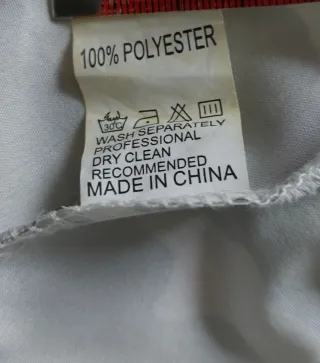 100% POLYESTER
30°C
WASH SEPARATELY
PROFESSIONAL
DRY CLEAN
RECOMMENDED
MADE IN CHINA